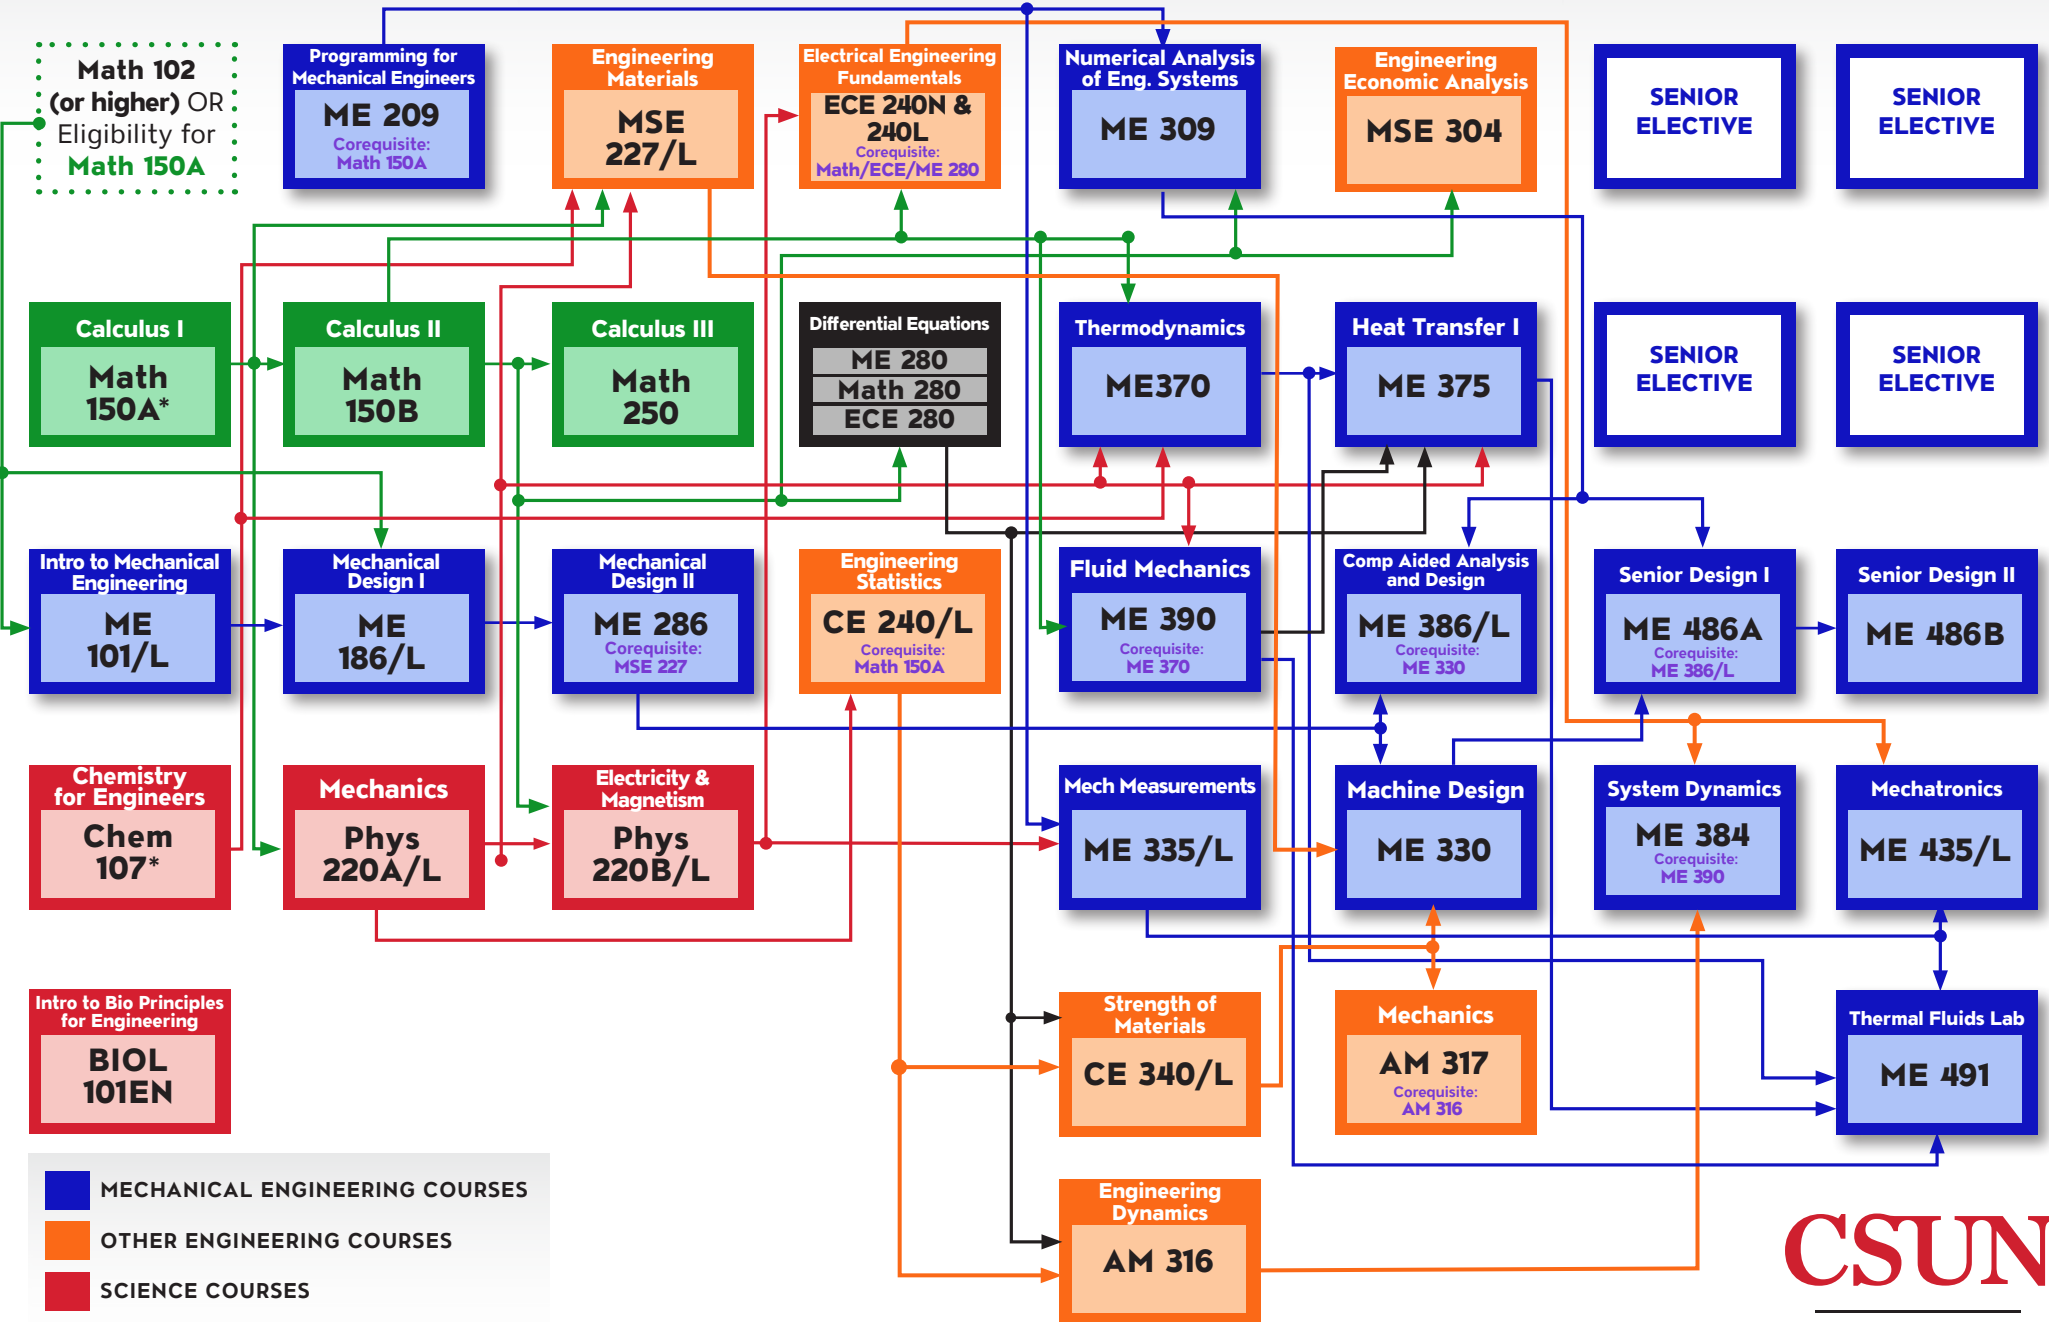 Math 102
(or higher) OR
Eligibility for
Math 150A
Programming for
Mechanical Engineers
ME 209
Corequisite:
Math 150A
Engineering
Materials
MSE
227/L
Electrical Engineering
Fundamentals
ECE 240N &
240L
Corequisite:
Math/ECE/ME 280
Numerical Analysis
of Eng. Systems
ME 309
Engineering
Economic Analysis
MSE 304
SENIOR
ELECTIVE
SENIOR
ELECTIVE
Calculus I
Math
150A*
Calculus II
Math
150B
Calculus III
Math
250
Differential Equations
ME 280
Math 280
ECE 280
Thermodynamics
ME370
Heat Transfer I
ME 375
SENIOR
ELECTIVE
SENIOR
ELECTIVE
Intro to Mechanical
Engineering
ME
101/L
Mechanical
Design I
ME
186/L
Mechanical
Design II
ME 286
Corequisite:
MSE 227
Engineering
Statistics
CE 240/L
Corequisite:
Math 150A
Fluid Mechanics
ME 390
Corequisite:
ME 370
Comp Aided Analysis
and Design
ME 386/L
Corequisite:
ME 330
Senior Design I
ME 486A
Corequisite:
ME 386/L
Senior Design II
ME 486B
Chemistry
for Engineers
Chem
107*
Mechanics
Phys
220A/L
Electricity &
Magnetism
Phys
220B/L
Mech Measurements
ME 335/L
Machine Design
ME 330
System Dynamics
ME 384
Corequisite:
ME 390
Mechatronics
ME 435/L
Intro to Bio Principles
for Engineering
BIOL
101EN
Strength of
Materials
CE 340/L
Mechanics
AM 317
Corequisite:
AM 316
Thermal Fluids Lab
ME 491
Engineering
Dynamics
AM 316
MECHANICAL ENGINEERING COURSES
OTHER ENGINEERING COURSES
SCIENCE COURSES
CSUN